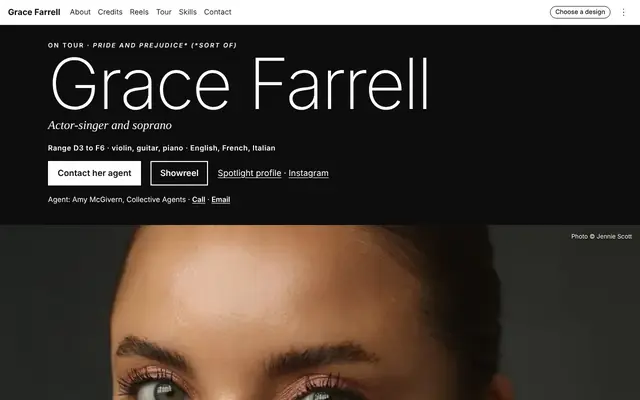 Grace Farrell About Credits Reels Tour Skills Contact Choose a design ⋮
ON TOUR · PRIDE AND PREJUDICE* (*SORT OF)
Grace Farrell
Actor-singer and soprano
Range D3 to F6 · violin, guitar, piano · English, French, Italian
Contact her agent Showreel Spotlight profile · Instagram
Agent: Amy McGivern, Collective Agents · Call · Email
Photo © Jennie Scott